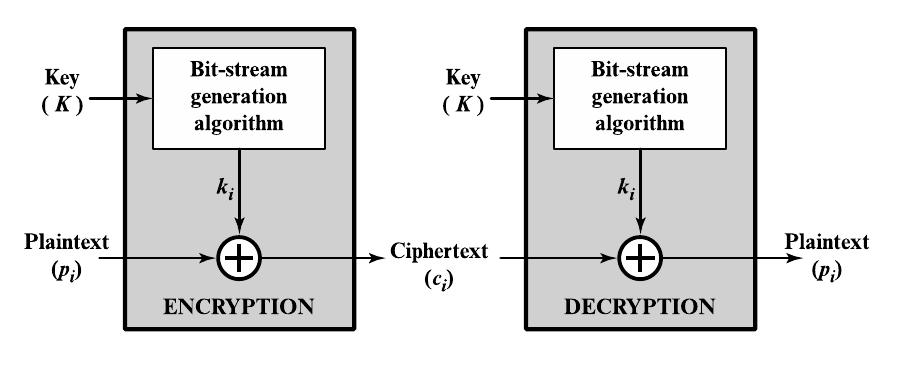 Key
( K )
Bit-stream
generation
algorithm
k_i
Plaintext
(p_i)
ENCRYPTION
Ciphertext
(c_i)
Key
( K )
Bit-stream
generation
algorithm
k_i
DECRYPTION
Plaintext
(p_i)